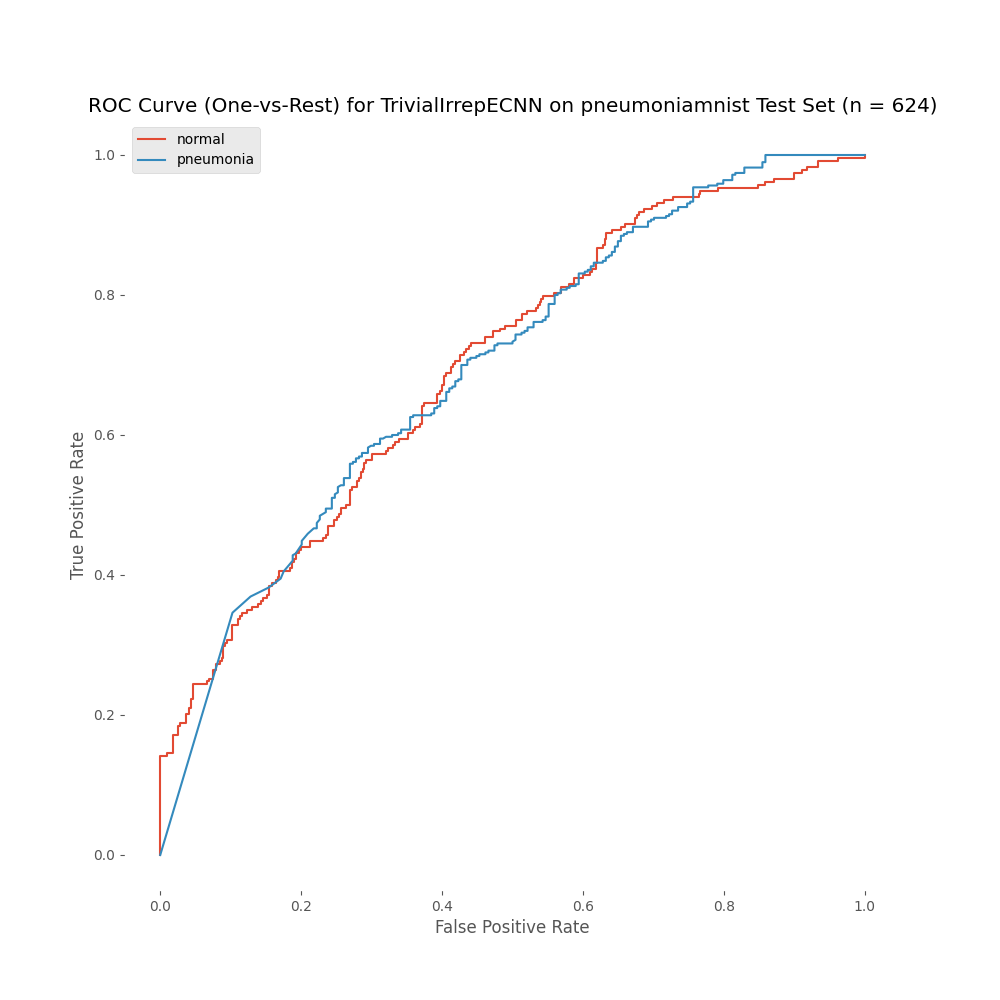 ROC Curve (One-vs-Rest) for TrivialIrrepECNN on pneumoniamnist Test Set (n = 624)
normal
pneumonia
1.0
0.8
0.6
0.4
0.2
0.0
True Positive Rate
0.0 0.2 0.4 0.6 0.8 1.0
False Positive Rate